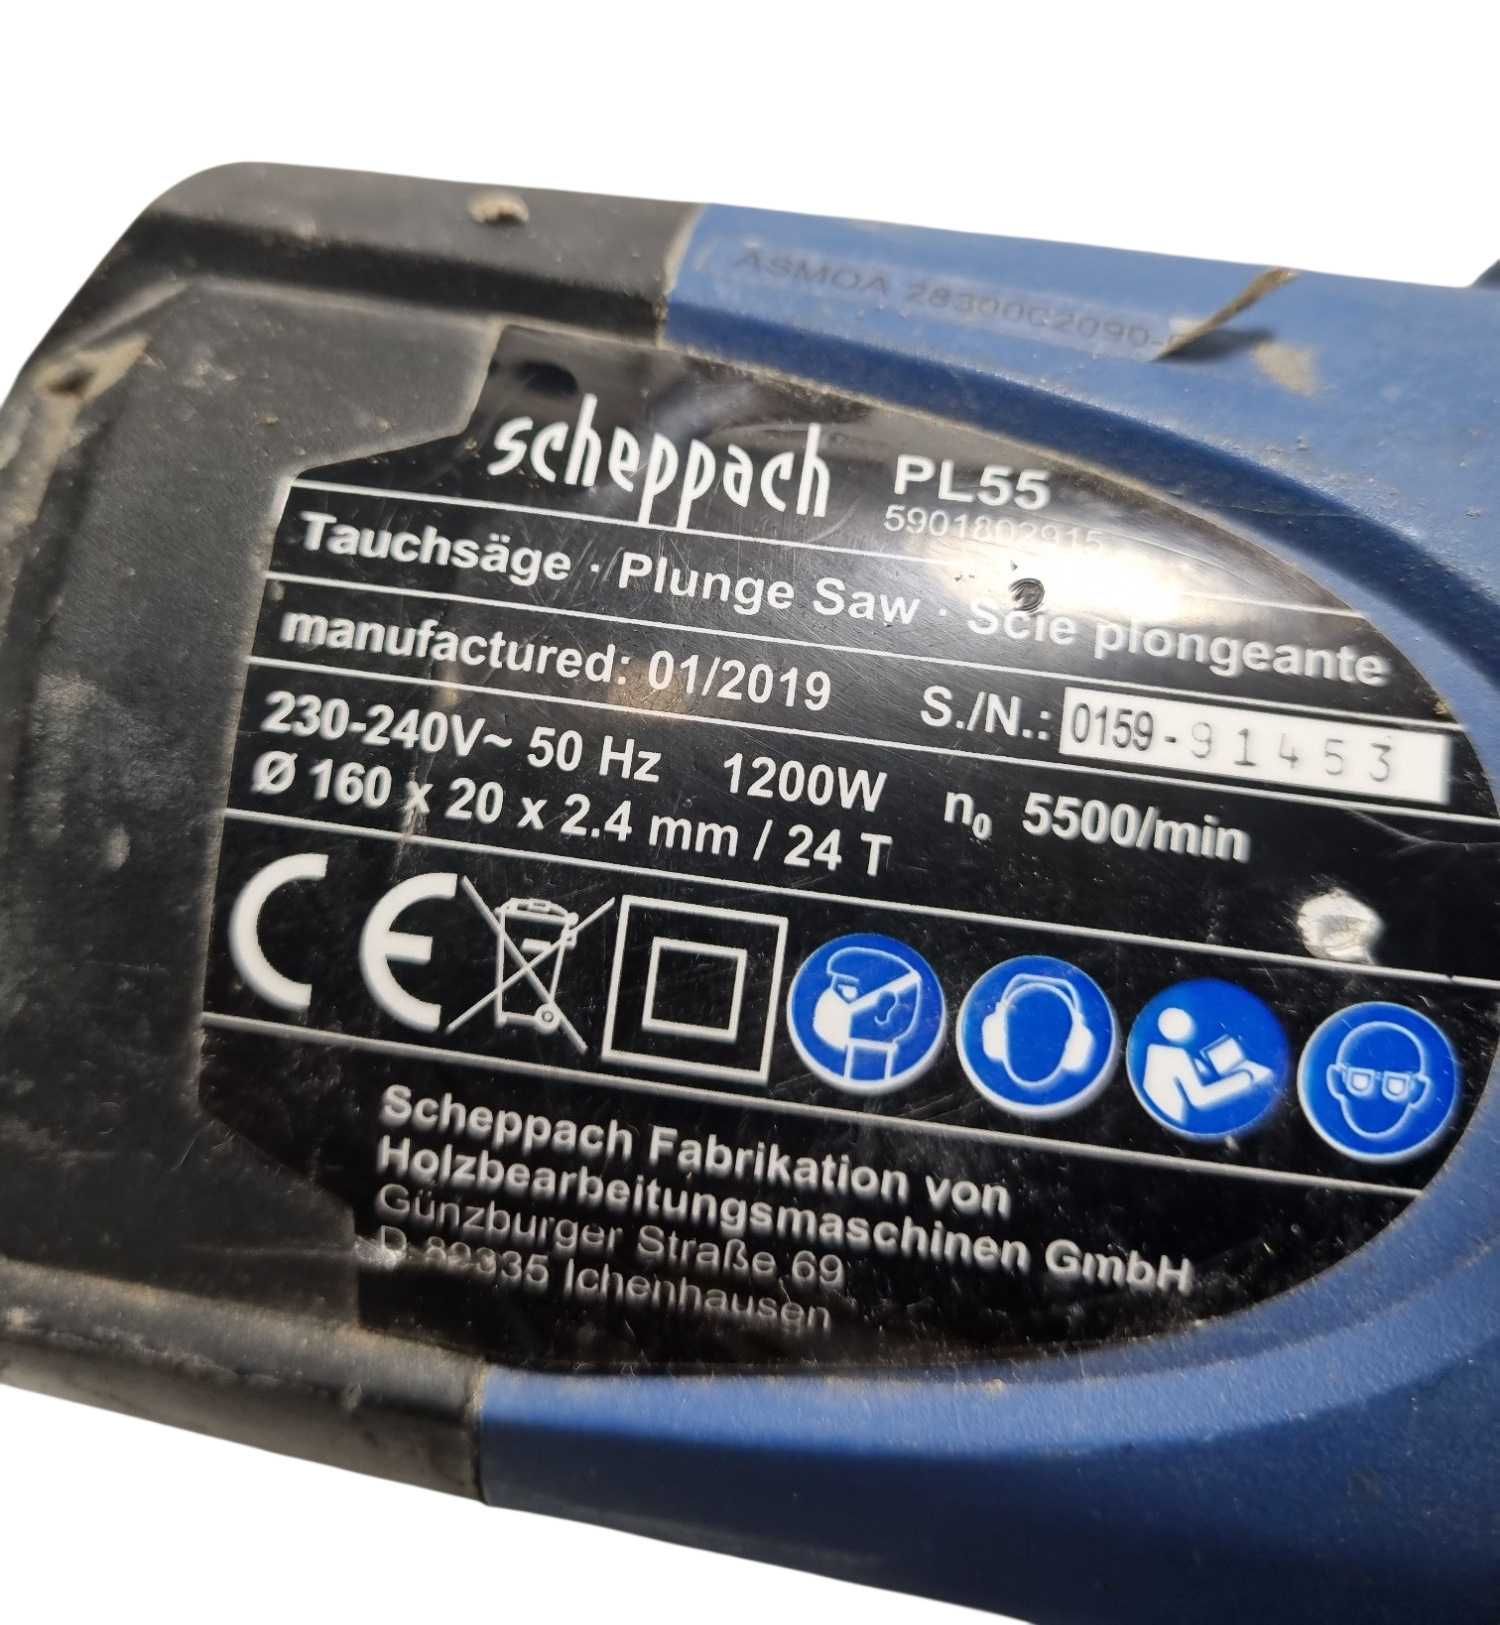 ASMOA 28300C2090-
scheppach PL55
5901802915
Tauchsäge · Plunge Saw · Scie plongeante
manufactured: 01/2019 S./N.: 0159-91453
230-240V~ 50 Hz 1200W n₀ 5500/min
Ø 160 x 20 x 2.4 mm / 24 T
CE
Scheppach Fabrikation von
Holzbearbeitungsmaschinen GmbH
Günzburger Straße 69
D-89335 Ichenhausen